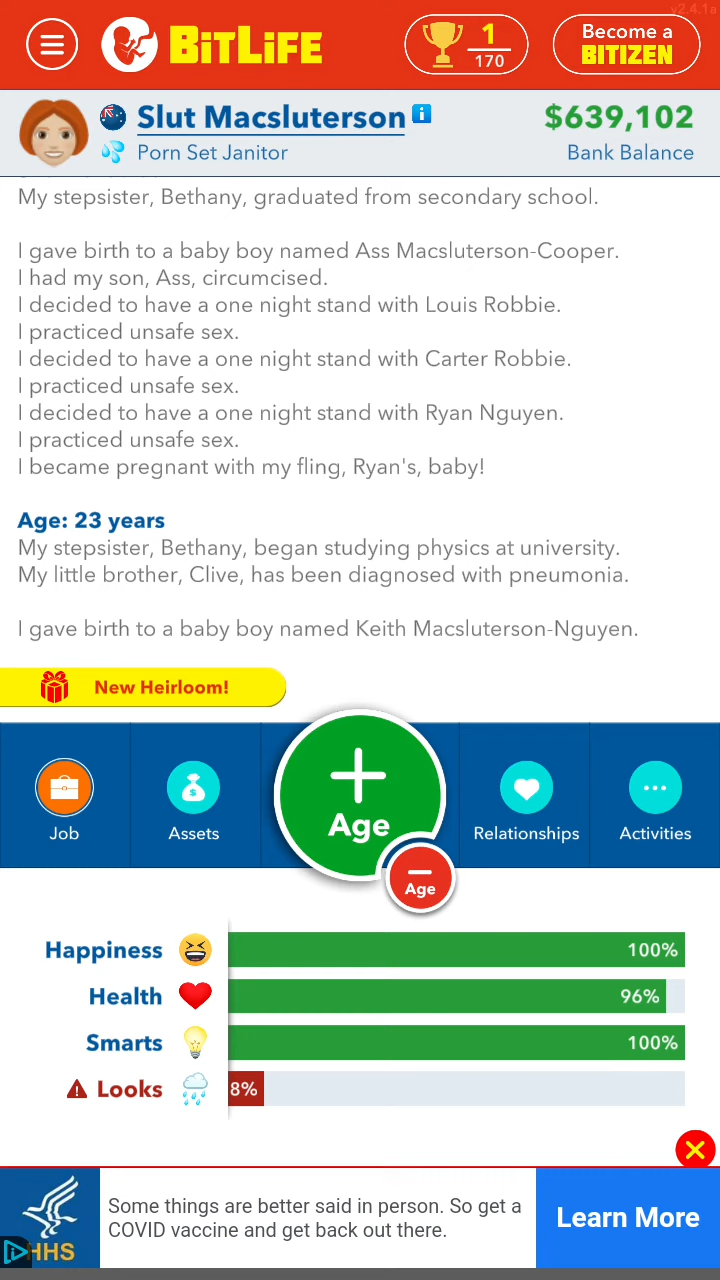 v2.4.1a
BITLIFE
1
170
Become a
BITIZEN
Slut Macsluterson i
$639,102
Porn Set Janitor
Bank Balance
My stepsister, Bethany, graduated from secondary school.
I gave birth to a baby boy named Ass Macsluterson-Cooper.
I had my son, Ass, circumcised.
I decided to have a one night stand with Louis Robbie.
I practiced unsafe sex.
I decided to have a one night stand with Carter Robbie.
I practiced unsafe sex.
I decided to have a one night stand with Ryan Nguyen.
I practiced unsafe sex.
I became pregnant with my fling, Ryan's, baby!
Age: 23 years
My stepsister, Bethany, began studying physics at university.
My little brother, Clive, has been diagnosed with pneumonia.
I gave birth to a baby boy named Keith Macsluterson-Nguyen.
New Heirloom!
Job
Assets
Age
Age
Relationships
Activities
Happiness 100%
Health 96%
Smarts 100%
Looks 8%
HHS
Some things are better said in person. So get a
COVID vaccine and get back out there.
Learn More